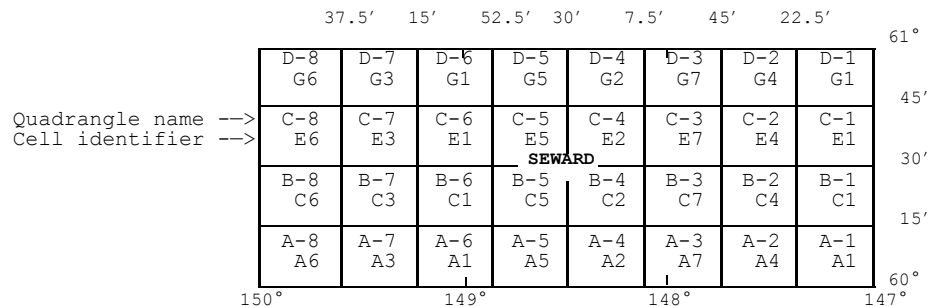 37.5′ 15′ 52.5′ 30′ 7.5′ 45′ 22.5′
61°
D-8 D-7 D-6 D-5 D-4 D-3 D-2 D-1
G6 G3 G1 G5 G2 G7 G4 G1
45′
Quadrangle name --> C-8 C-7 C-6 C-5 C-4 C-3 C-2 C-1
Cell identifier --> E6 E3 E1 E5 E2 E7 E4 E1
SEWARD 30′
B-8 B-7 B-6 B-5 B-4 B-3 B-2 B-1
C6 C3 C1 C5 C2 C7 C4 C1
15′
A-8 A-7 A-6 A-5 A-4 A-3 A-2 A-1
A6 A3 A1 A5 A2 A7 A4 A1
60°
150° 149° 148° 147°